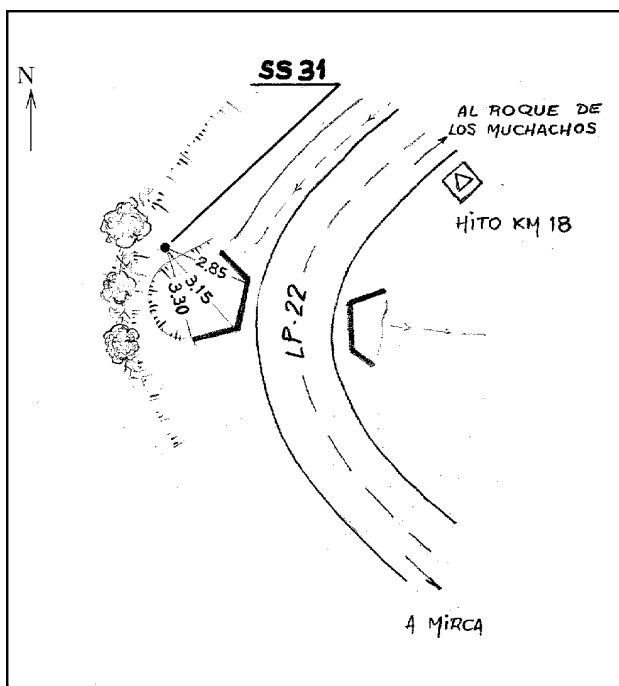 N
SS 31
AL ROQUE DE
LOS MUCHACHOS
HITO KM 18
2.85
3.15
3.30
LP-22
A MIRCA